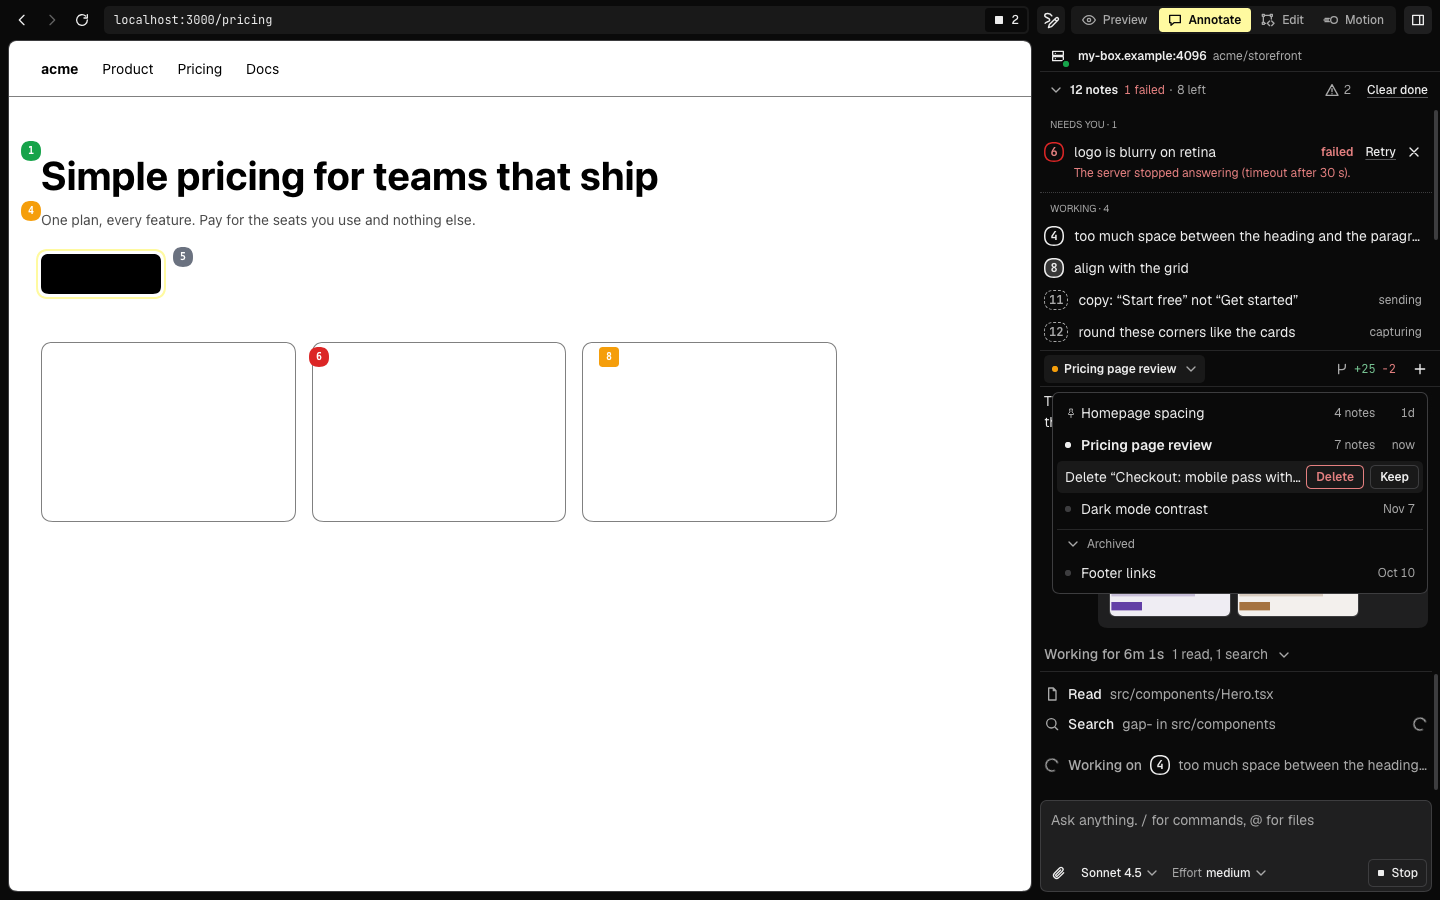 localhost:3000/pricing
2
Preview
Annotate
Edit
Motion
acme
Product
Pricing
Docs
1
Simple pricing for teams that ship
4
One plan, every feature. Pay for the seats you use and nothing else.
5
6
8
my-box.example:4096 acme/storefront
12 notes 1 failed · 8 left
2
Clear done
NEEDS YOU · 1
6 logo is blurry on retina failed Retry
The server stopped answering (timeout after 30 s).
WORKING · 4
4 too much space between the heading and the paragr…
8 align with the grid
11 copy: “Start free” not “Get started” sending
12 round these corners like the cards capturing
Pricing page review
+25 -2
Homepage spacing 4 notes 1d
Pricing page review 7 notes now
Delete “Checkout: mobile pass with… Delete Keep
Dark mode contrast Nov 7
Archived
Footer links Oct 10
Working for 6m 1s 1 read, 1 search
Read src/components/Hero.tsx
Search gap- in src/components
Working on 4 too much space between the heading…
Ask anything. / for commands, @ for files
Sonnet 4.5
Effort medium
Stop